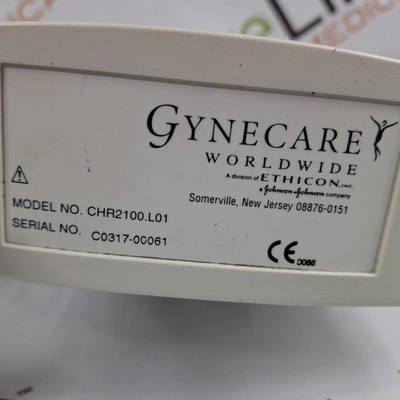 GYNECARE
WORLDWIDE
A division of ETHICON, INC.
a Johnson & Johnson company
Somerville, New Jersey 08876-0151
MODEL NO. CHR2100.L01
SERIAL NO. C0317-00061
CE 0086